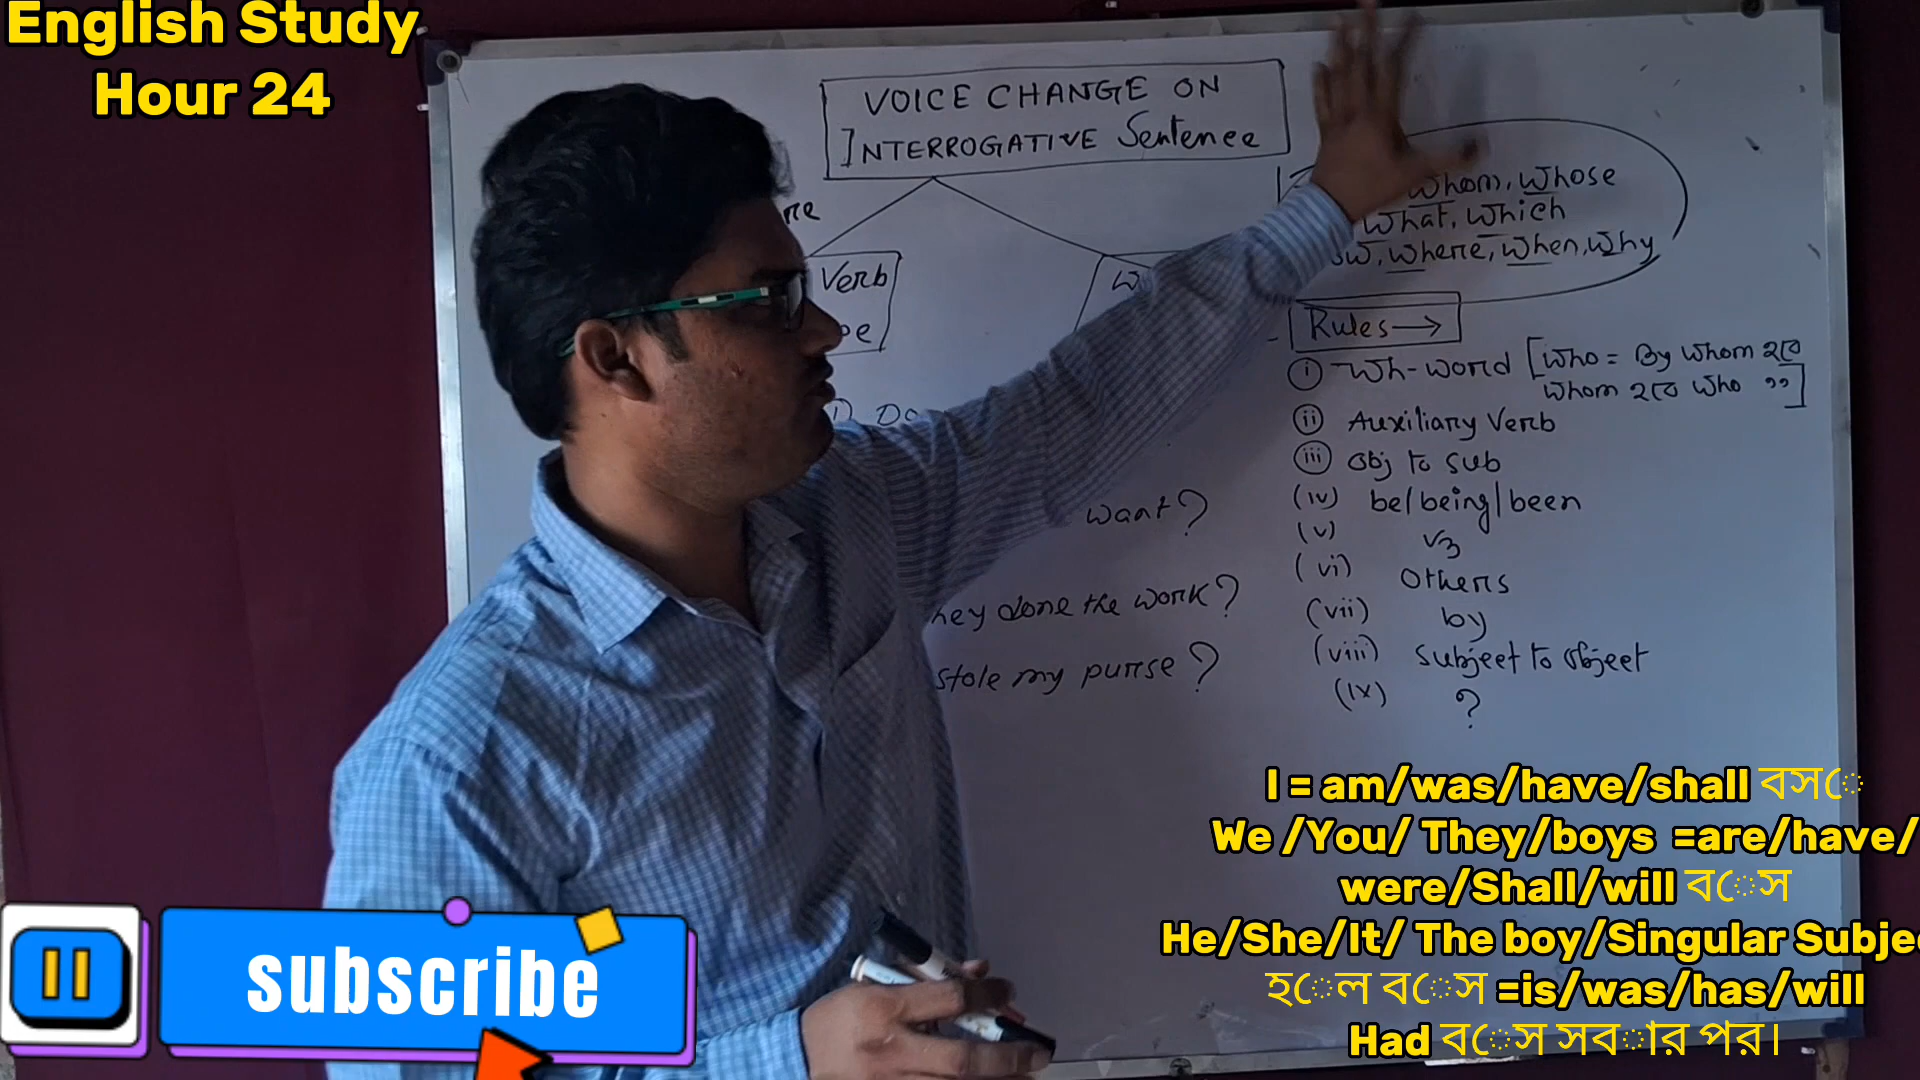 English Study
Hour 24
VOICE CHANGE ON
INTERROGATIVE Sentence
whom, whose
what, which
where, when, why
Verb
Rules→
(i) Wh-word [who = By whom হবে
whom হবে who ,,]
(ii) Auxiliary Verb
(iii) Obj to sub
(iv) be/being/been
(v) v3
(vi) Others
(vii) by
(viii) subject to object
(ix) ?
want?
done the work?
stole my purse?
I = am/was/have/shall বসে
We /You/ They/boys =are/have/
were/Shall/will বসে
He/She/It/ The boy/Singular
হলে বসে =is/was/has/will
Had বসে সবার পর।
subscribe